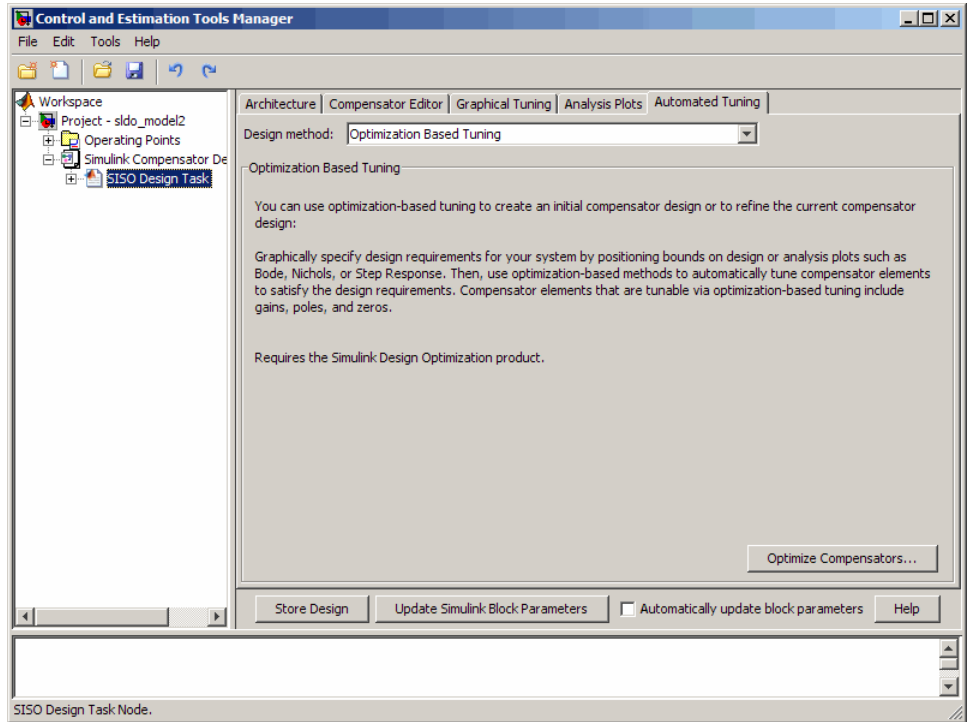 Control and Estimation Tools Manager
File Edit Tools Help
Workspace
Project - sldo_model2
Operating Points
Simulink Compensator De
SISO Design Task
Architecture Compensator Editor Graphical Tuning Analysis Plots Automated Tuning
Design method: Optimization Based Tuning
Optimization Based Tuning
You can use optimization-based tuning to create an initial compensator design or to refine the current compensator
design:
Graphically specify design requirements for your system by positioning bounds on design or analysis plots such as
Bode, Nichols, or Step Response. Then, use optimization-based methods to automatically tune compensator elements
to satisfy the design requirements. Compensator elements that are tunable via optimization-based tuning include
gains, poles, and zeros.
Requires the Simulink Design Optimization product.
Optimize Compensators...
Store Design Update Simulink Block Parameters Automatically update block parameters Help
SISO Design Task Node.